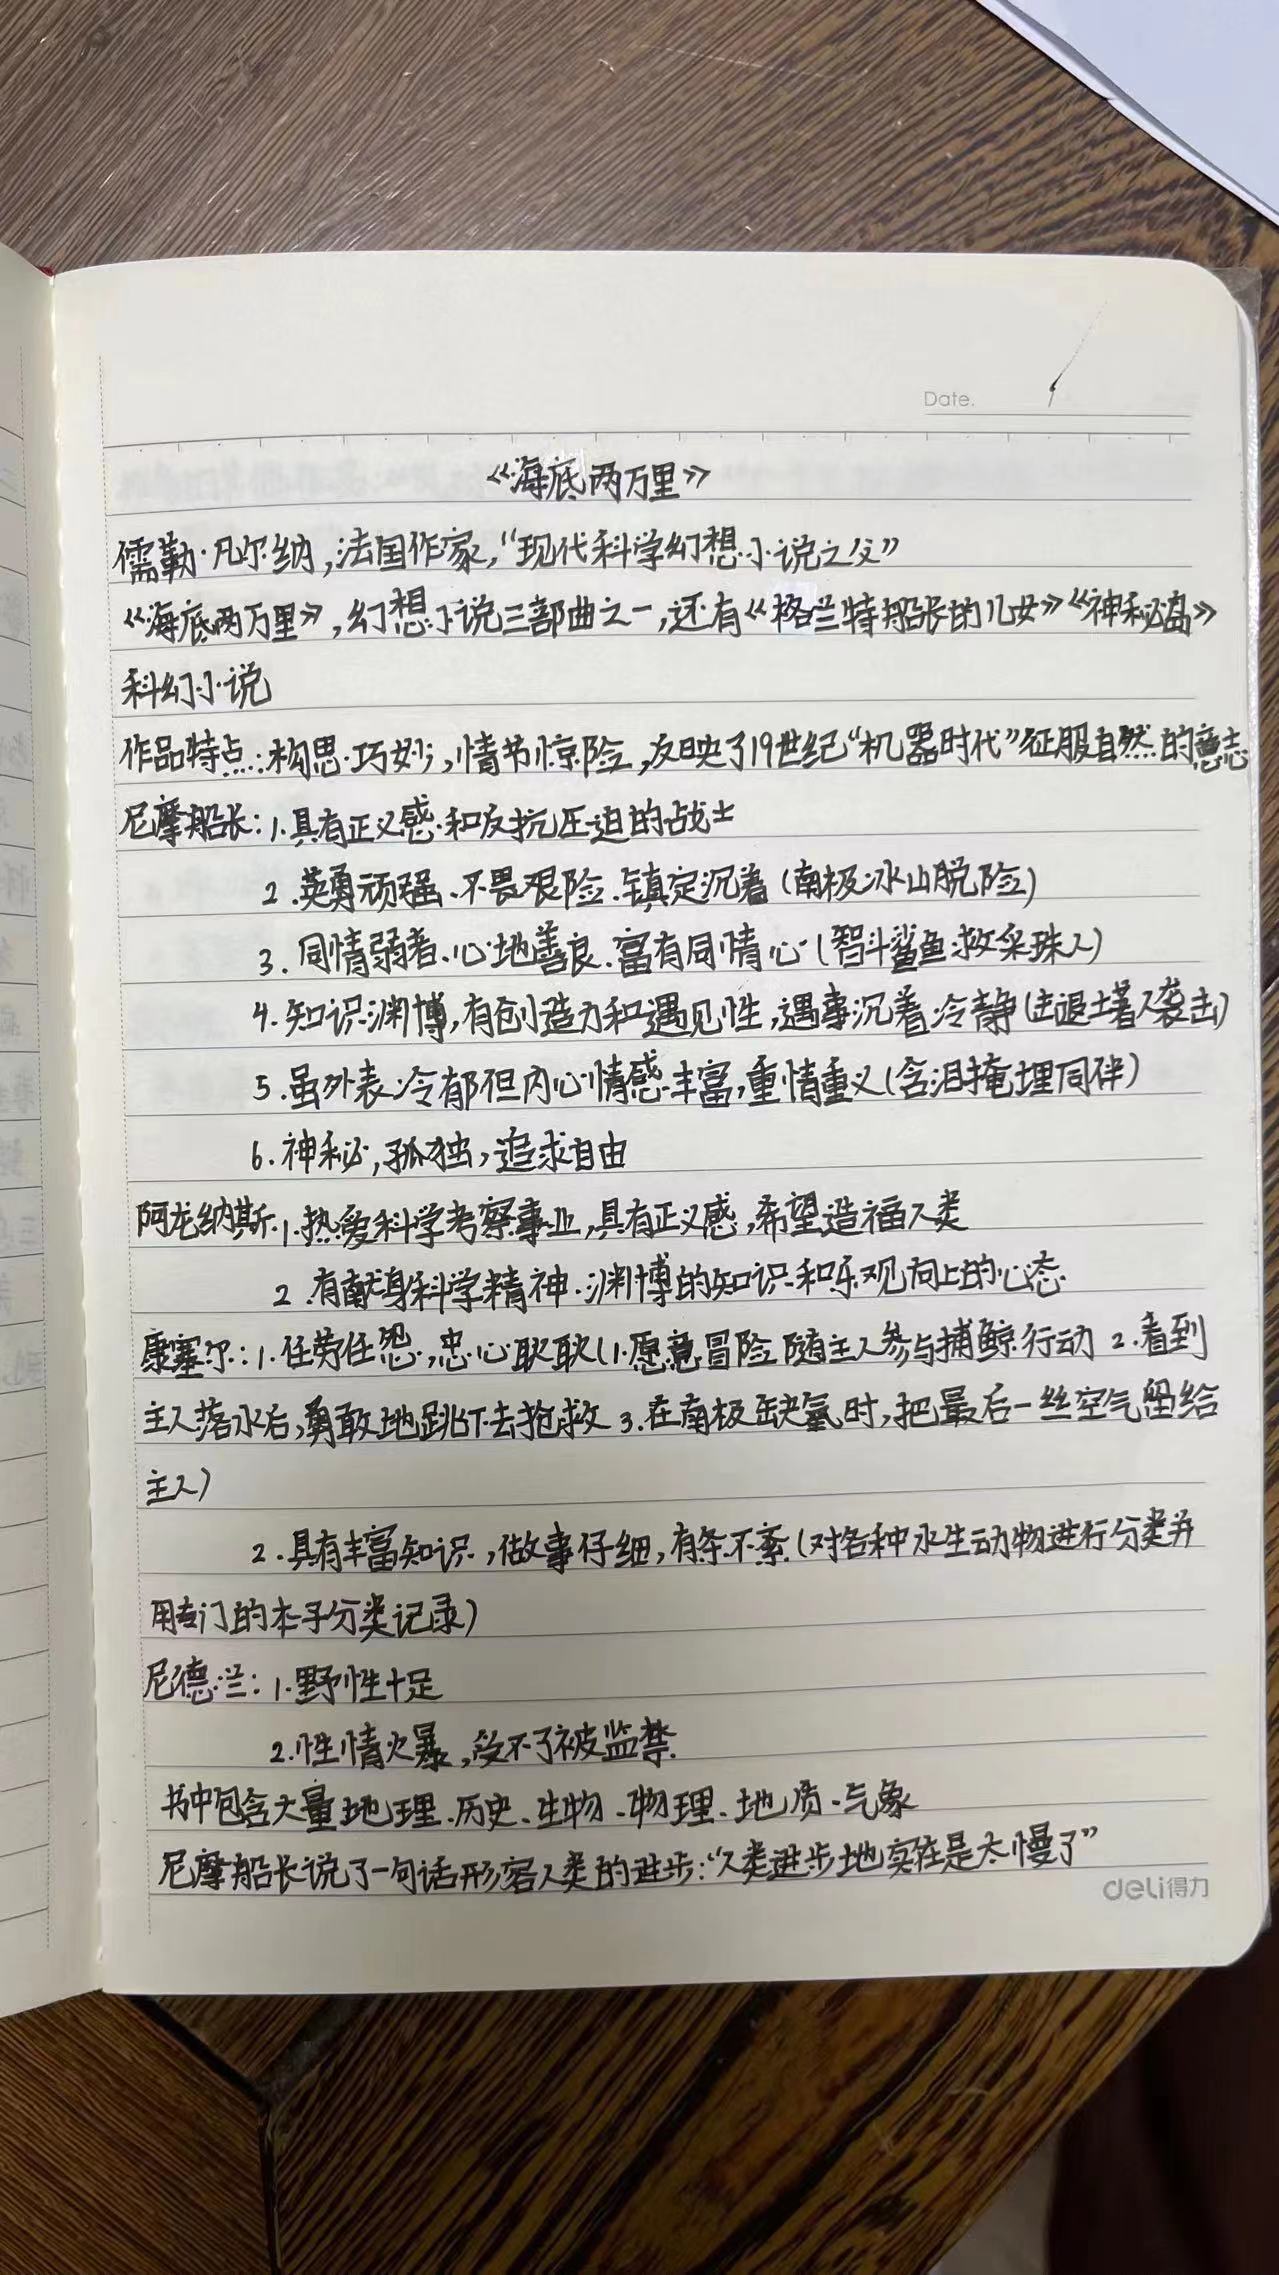 Date.
《海底两万里》
儒勒·凡尔纳,法国作家,“现代科学幻想小说之父”
《海底两万里》,幻想小说三部曲之一,还有《格兰特船长的儿女》《神秘岛》
科幻小说
作品特点:构思巧妙,情节惊险,反映了19世纪“机器时代”征服自然的意志
尼摩船长:1.具有正义感和反抗压迫的战士
2.英勇顽强、不畏艰险、镇定沉着(南极冰山脱险)
3.同情弱者、心地善良、富有同情心(智斗鲨鱼救采珠人)
4.知识渊博,有创造力和遇见性,遇事沉着冷静(击退土著人袭击)
5.虽外表冷郁但内心情感丰富,重情重义(含泪掩埋同伴)
6.神秘,孤独,追求自由
阿龙纳斯:1.热爱科学考察事业,具有正义感,希望造福人类
2.有献身科学精神、渊博的知识和乐观向上的心态
康塞尔:1.任劳任怨,忠心耿耿(1.愿意冒险随主人参与捕鲸行动 2.看到
主人落水后,勇敢地跳下去抢救 3.在南极缺氧时,把最后一丝空气留给
主人)
2.具有丰富知识,做事仔细,有条不紊(对各种水生动物进行分类并
用专门的本子分类记录)
尼德·兰:1.野性十足
2.性情火暴,受不了被监禁
书中包含大量地理、历史、生物、物理、地质、气象
尼摩船长说了一句话形容人类的进步:“人类进步地实在是太慢了”
deli得力